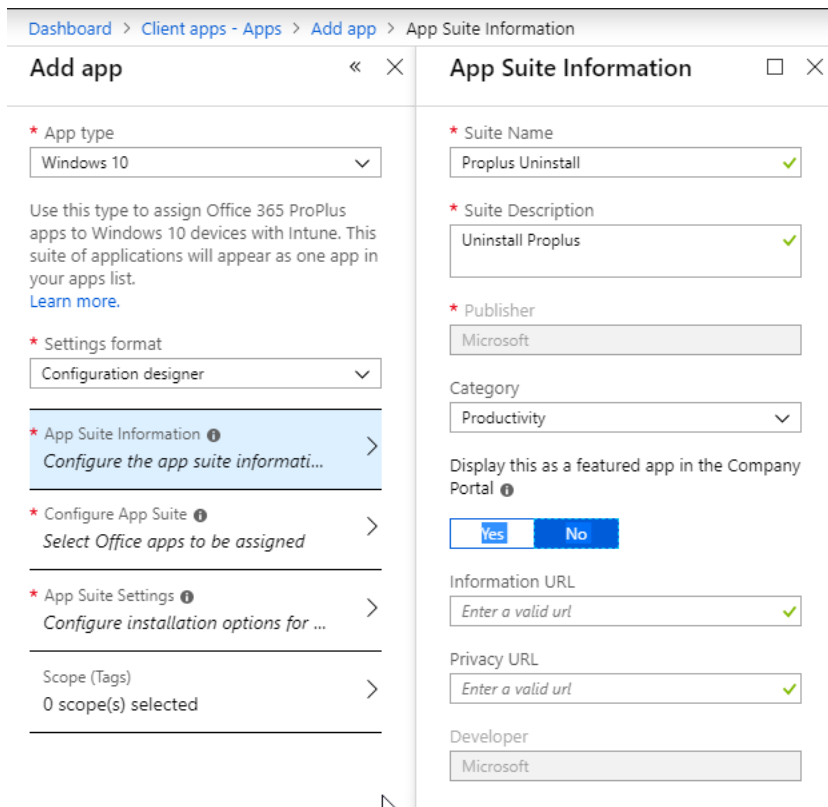 Dashboard > Client apps - Apps > Add app > App Suite Information
Add app
* App type
Windows 10
Use this type to assign Office 365 ProPlus
apps to Windows 10 devices with Intune. This
suite of applications will appear as one app in
your apps list.
Learn more.
* Settings format
Configuration designer
* App Suite Information
Configure the app suite informati...
* Configure App Suite
Select Office apps to be assigned
* App Suite Settings
Configure installation options for ...
Scope (Tags)
0 scope(s) selected
App Suite Information
* Suite Name
Proplus Uninstall
* Suite Description
Uninstall Proplus
* Publisher
Microsoft
Category
Productivity
Display this as a featured app in the Company
Portal
Yes No
Information URL
Enter a valid url
Privacy URL
Enter a valid url
Developer
Microsoft